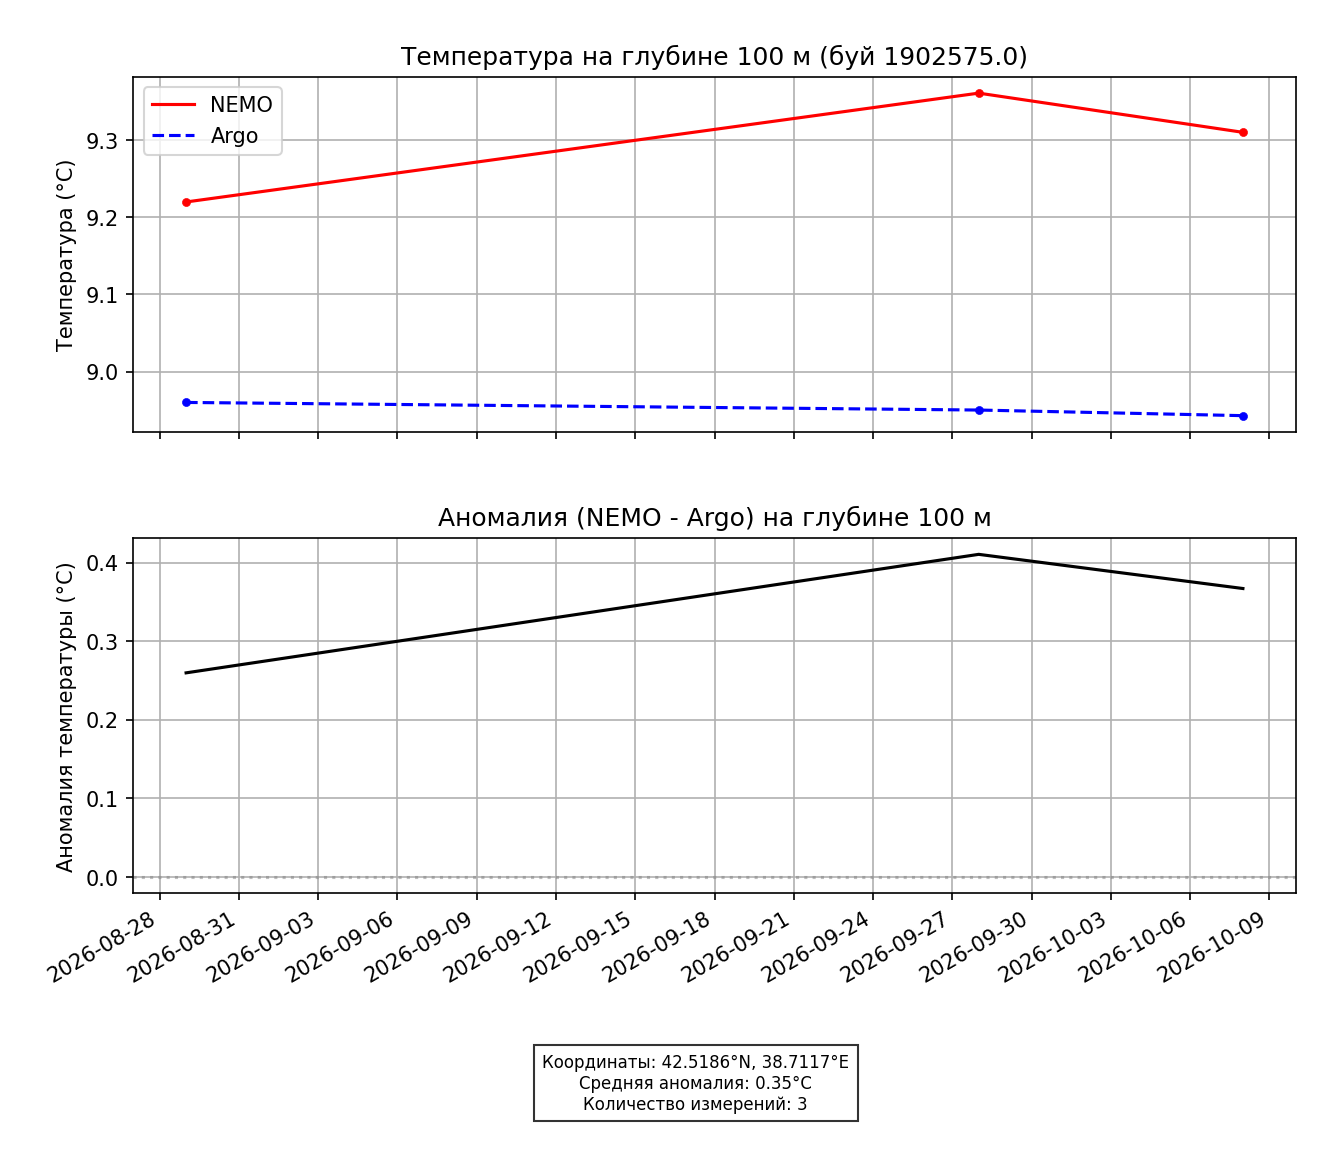 Температура на глубине 100 м (буй 1902575.0)
NEMO
Argo
Температура (°C)
9.3
9.2
9.1
9.0
Аномалия (NEMO - Argo) на глубине 100 м
Аномалия температуры (°C)
0.4
0.3
0.2
0.1
0.0
2026-08-28
2026-08-31
2026-09-03
2026-09-06
2026-09-09
2026-09-12
2026-09-15
2026-09-18
2026-09-21
2026-09-24
2026-09-27
2026-09-30
2026-10-03
2026-10-06
2026-10-09
Координаты: 42.5186°N, 38.7117°E
Средняя аномалия: 0.35°C
Количество измерений: 3